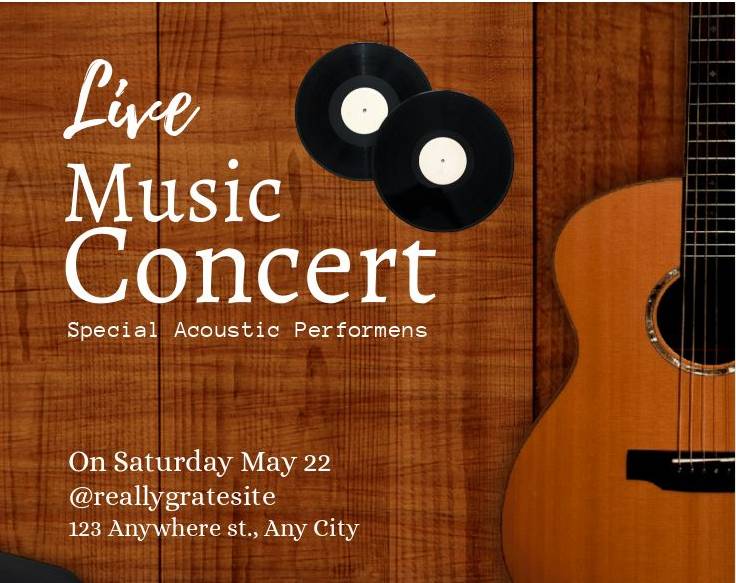 Live
Music
Concert
Special Acoustic Performens
On Saturday May 22
@reallygratesite
123 Anywhere st., Any City